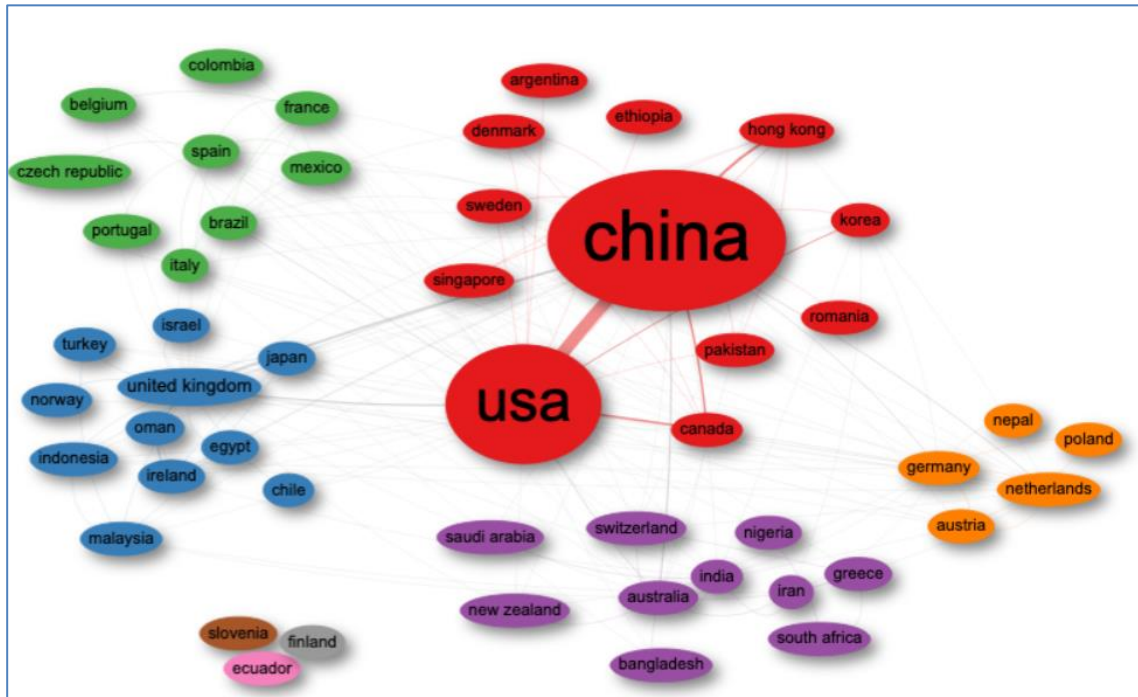 colombia
belgium
france
spain
czech republic
mexico
portugal
brazil
italy
argentina
denmark
ethiopia
hong kong
sweden
china
korea
singapore
romania
pakistan
usa
canada
israel
turkey
japan
united kingdom
norway
oman
egypt
indonesia
ireland
chile
malaysia
nepal
poland
germany
netherlands
austria
saudi arabia
switzerland
nigeria
india
greece
iran
australia
new zealand
south africa
bangladesh
slovenia
finland
ecuador